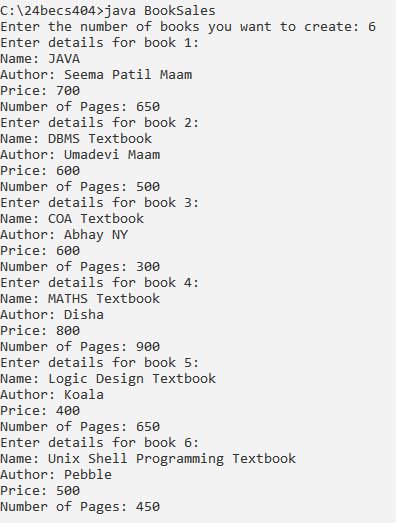 C:\24becs404>java BookSales
Enter the number of books you want to create: 6
Enter details for book 1:
Name: JAVA
Author: Seema Patil Maam
Price: 700
Number of Pages: 650
Enter details for book 2:
Name: DBMS Textbook
Author: Umadevi Maam
Price: 600
Number of Pages: 500
Enter details for book 3:
Name: COA Textbook
Author: Abhay NY
Price: 600
Number of Pages: 300
Enter details for book 4:
Name: MATHS Textbook
Author: Disha
Price: 800
Number of Pages: 900
Enter details for book 5:
Name: Logic Design Textbook
Author: Koala
Price: 400
Number of Pages: 650
Enter details for book 6:
Name: Unix Shell Programming Textbook
Author: Pebble
Price: 500
Number of Pages: 450